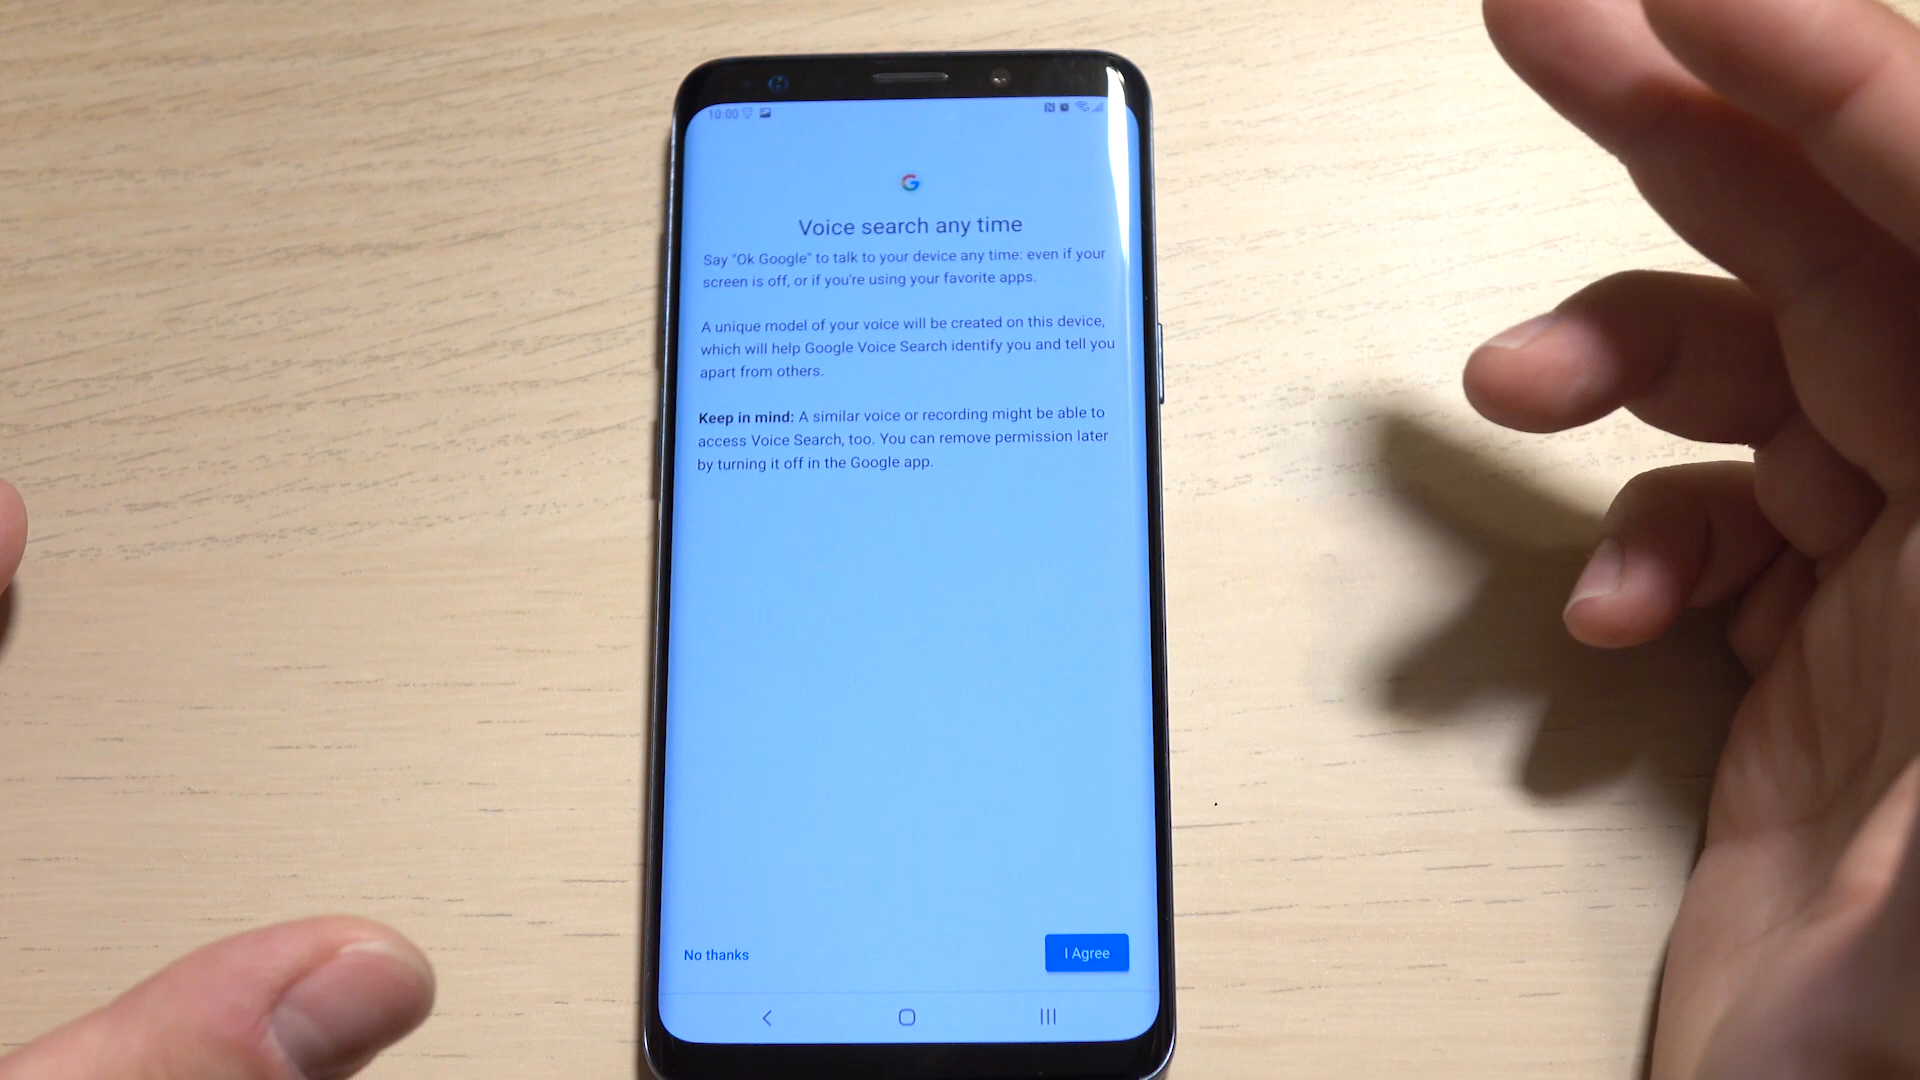 10:00
Voice search any time
Say "Ok Google" to talk to your device any time: even if your
screen is off, or if you're using your favorite apps.
A unique model of your voice will be created on this device,
which will help Google Voice Search identify you and tell you
apart from others.
Keep in mind: A similar voice or recording might be able to
access Voice Search, too. You can remove permission later
by turning it off in the Google app.
No thanks
I Agree